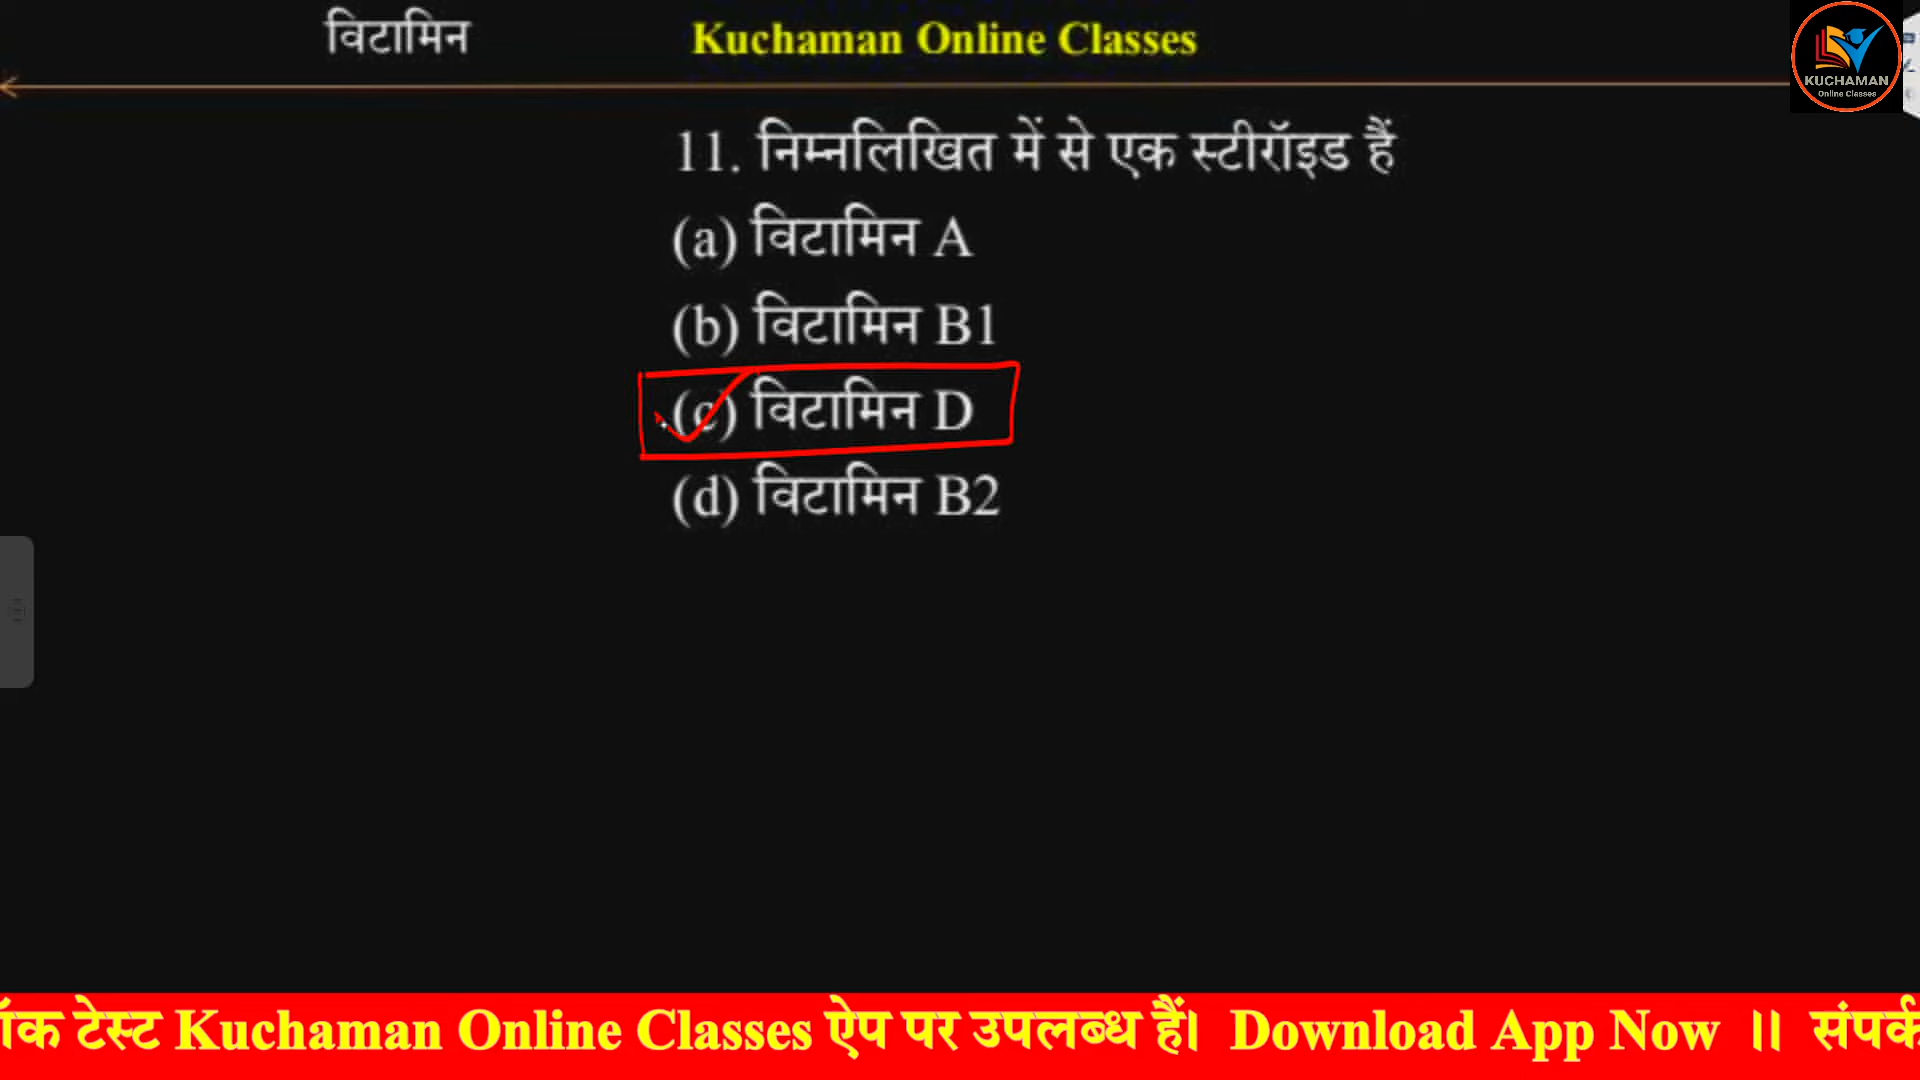 विटामिन
Kuchaman Online Classes
KUCHAMAN
Online Classes
11. निम्नलिखित में से एक स्टीरॉइड हैं
(a) विटामिन A
(b) विटामिन B1
(c) विटामिन D
(d) विटामिन B2
टेस्ट Kuchaman Online Classes ऐप पर उपलब्ध हैं। Download App Now ।। संपर्क